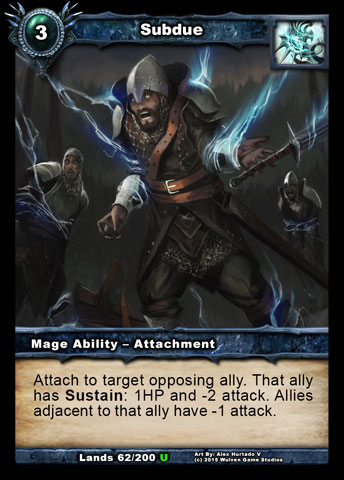 3
Subdue
Mage Ability – Attachment
Attach to target opposing ally. That ally
has Sustain: 1HP and -2 attack. Allies
adjacent to that ally have -1 attack.
Lands 62/200 U
Art By: Alex Hurtado V
(c) 2015 Wulven Game Studios